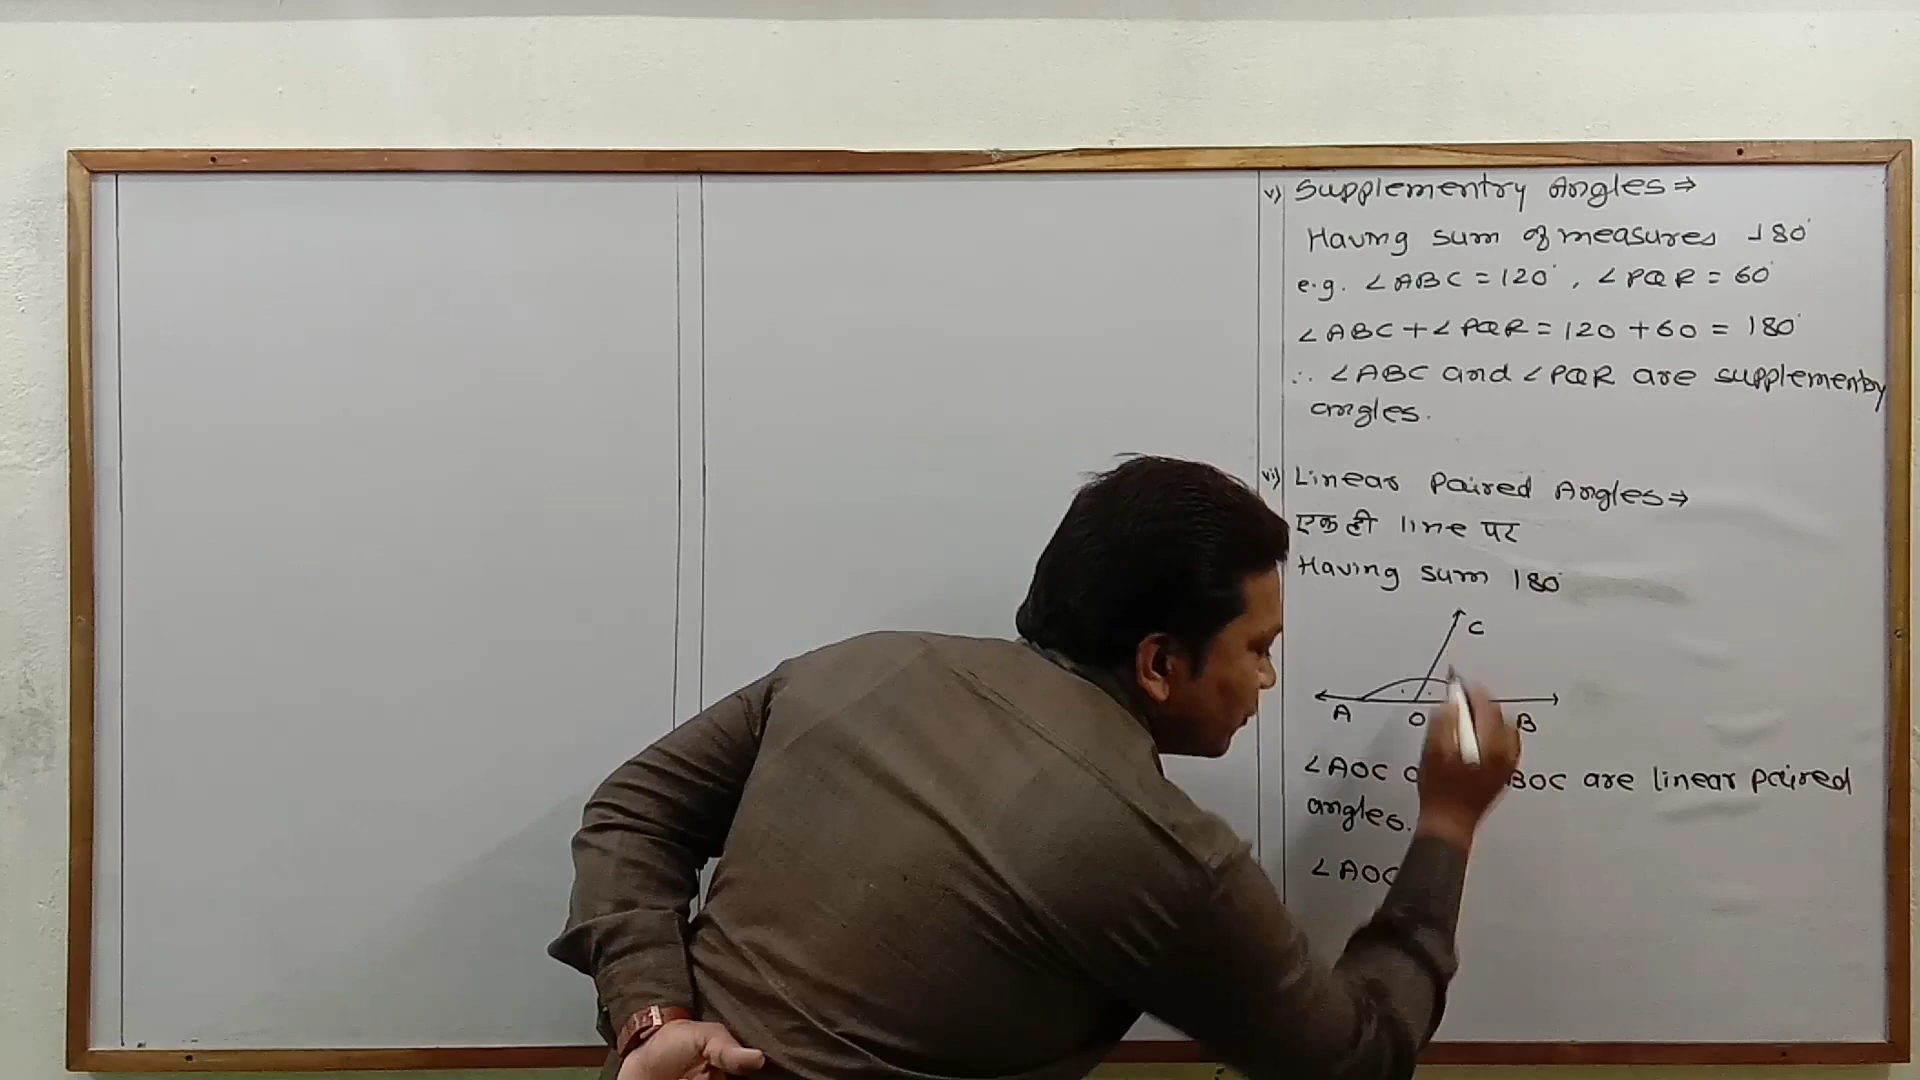 v) Supplementry Angles ⇒
Having sum of measures 180°
e.g. ∠ABC = 120°, ∠PQR = 60°
∠ABC + ∠PQR = 120 + 60 = 180°
∴ ∠ABC and ∠PQR are supplementry
angles.
vi) Linear Paired Angles ⇒
एक ही line पर
Having sum 180°
C
A O B
∠AOC BOC are linear paired
angles.
∠AOC